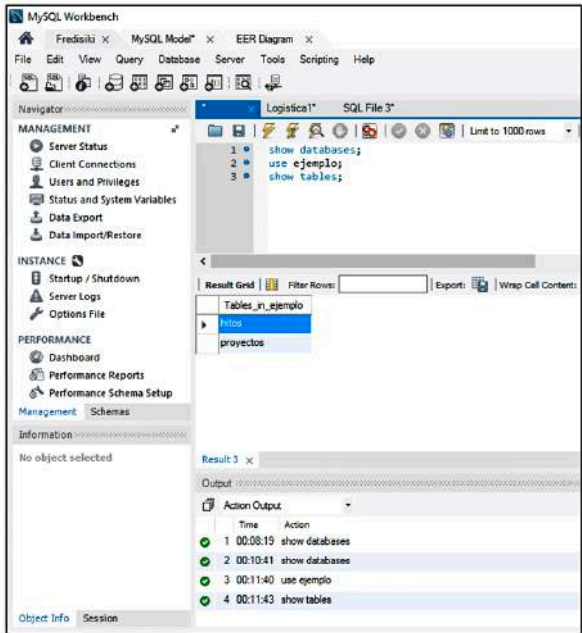 MySQL Workbench
Fredisiki × MySQL Model* × EER Diagram ×
File Edit View Query Database Server Tools Scripting Help
Navigator
* Logistica1* SQL File 3*
MANAGEMENT
Server Status
Client Connections
Users and Privileges
Status and System Variables
Data Export
Data Import/Restore
INSTANCE
Startup / Shutdown
Server Logs
Options File
PERFORMANCE
Dashboard
Performance Reports
Performance Schema Setup
Management Schemas
Information
No object selected
Object Info Session
Limit to 1000 rows
1 show databases;
2 use ejemplo;
3 show tables;
Result Grid Filter Rows: Export: Wrap Cell Content:
Tables_in_ejemplo
hitos
proyectos
Result 3 ×
Output
Action Output
Time Action
1 00:08:19 show databases
2 00:10:41 show databases
3 00:11:40 use ejemplo
4 00:11:43 show tables